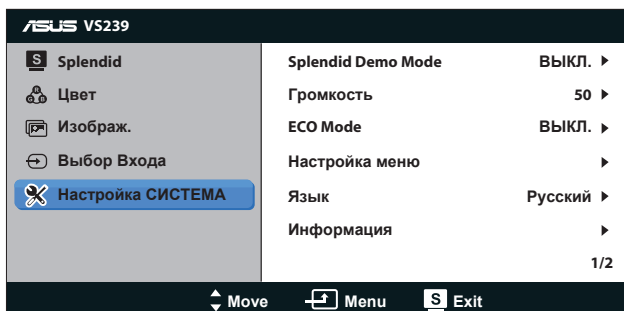 ASUS VS239
S Splendid
Цвет
Изображ.
Выбор Входа
Настройка СИСТЕМА
Splendid Demo Mode ВЫКЛ.
Громкость 50
ECO Mode ВЫКЛ.
Настройка меню
Язык Русский
Информация
1/2
Move Menu S Exit